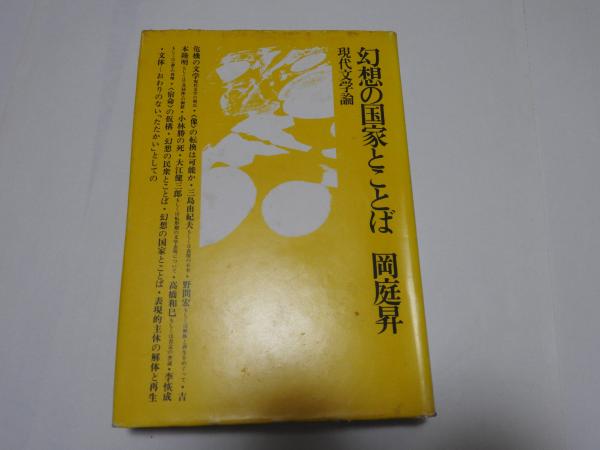 幻想の国家とことば 岡庭昇
現代文学論
危機の文学・〈像〉の転換は可能か・三島由紀夫・野間宏・吉
本隆明・小林勝の死・大江健三郎・高橋和巳・李恢成
・〈宿命〉の仮構・幻想の民衆とことば・幻想の国家とことば・表現的主体の解体と再生
・文体―おわりのない「たたかい」としての